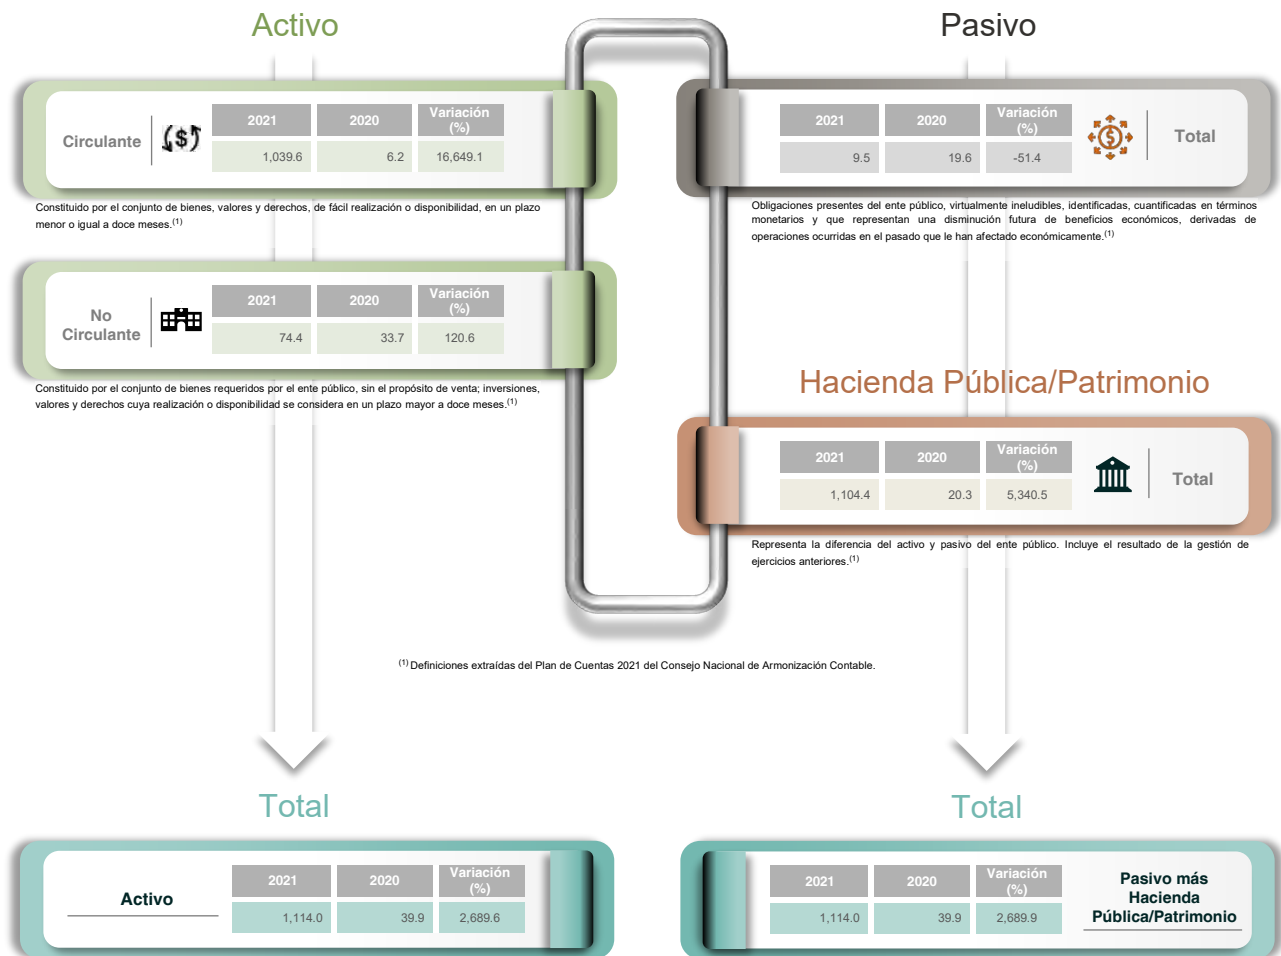 Activo
Circulante
2021 2020 Variación
(%)
1,039.6 6.2 16,649.1
Constituido por el conjunto de bienes, valores y derechos, de fácil realización o disponibilidad, en un plazo
menor o igual a doce meses.(1)
No
Circulante
2021 2020 Variación
(%)
74.4 33.7 120.6
Constituido por el conjunto de bienes requeridos por el ente público, sin el propósito de venta; inversiones,
valores y derechos cuya realización o disponibilidad se considera en un plazo mayor a doce meses.(1)
Pasivo
2021 2020 Variación
(%)
9.5 19.6 -51.4
Total
Obligaciones presentes del ente público, virtualmente ineludibles, identificadas, cuantificadas en términos
monetarios y que representan una disminución futura de beneficios económicos, derivadas de
operaciones ocurridas en el pasado que le han afectado económicamente.(1)
Hacienda Pública/Patrimonio
2021 2020 Variación
(%)
1,104.4 20.3 5,340.5
Total
Representa la diferencia del activo y pasivo del ente público. Incluye el resultado de la gestión de
ejercicios anteriores.(1)
(1) Definiciones extraídas del Plan de Cuentas 2021 del Consejo Nacional de Armonización Contable.
Total
Activo
2021 2020 Variación
(%)
1,114.0 39.9 2,689.6
Total
2021 2020 Variación
(%)
1,114.0 39.9 2,689.9
Pasivo más
Hacienda
Pública/Patrimonio